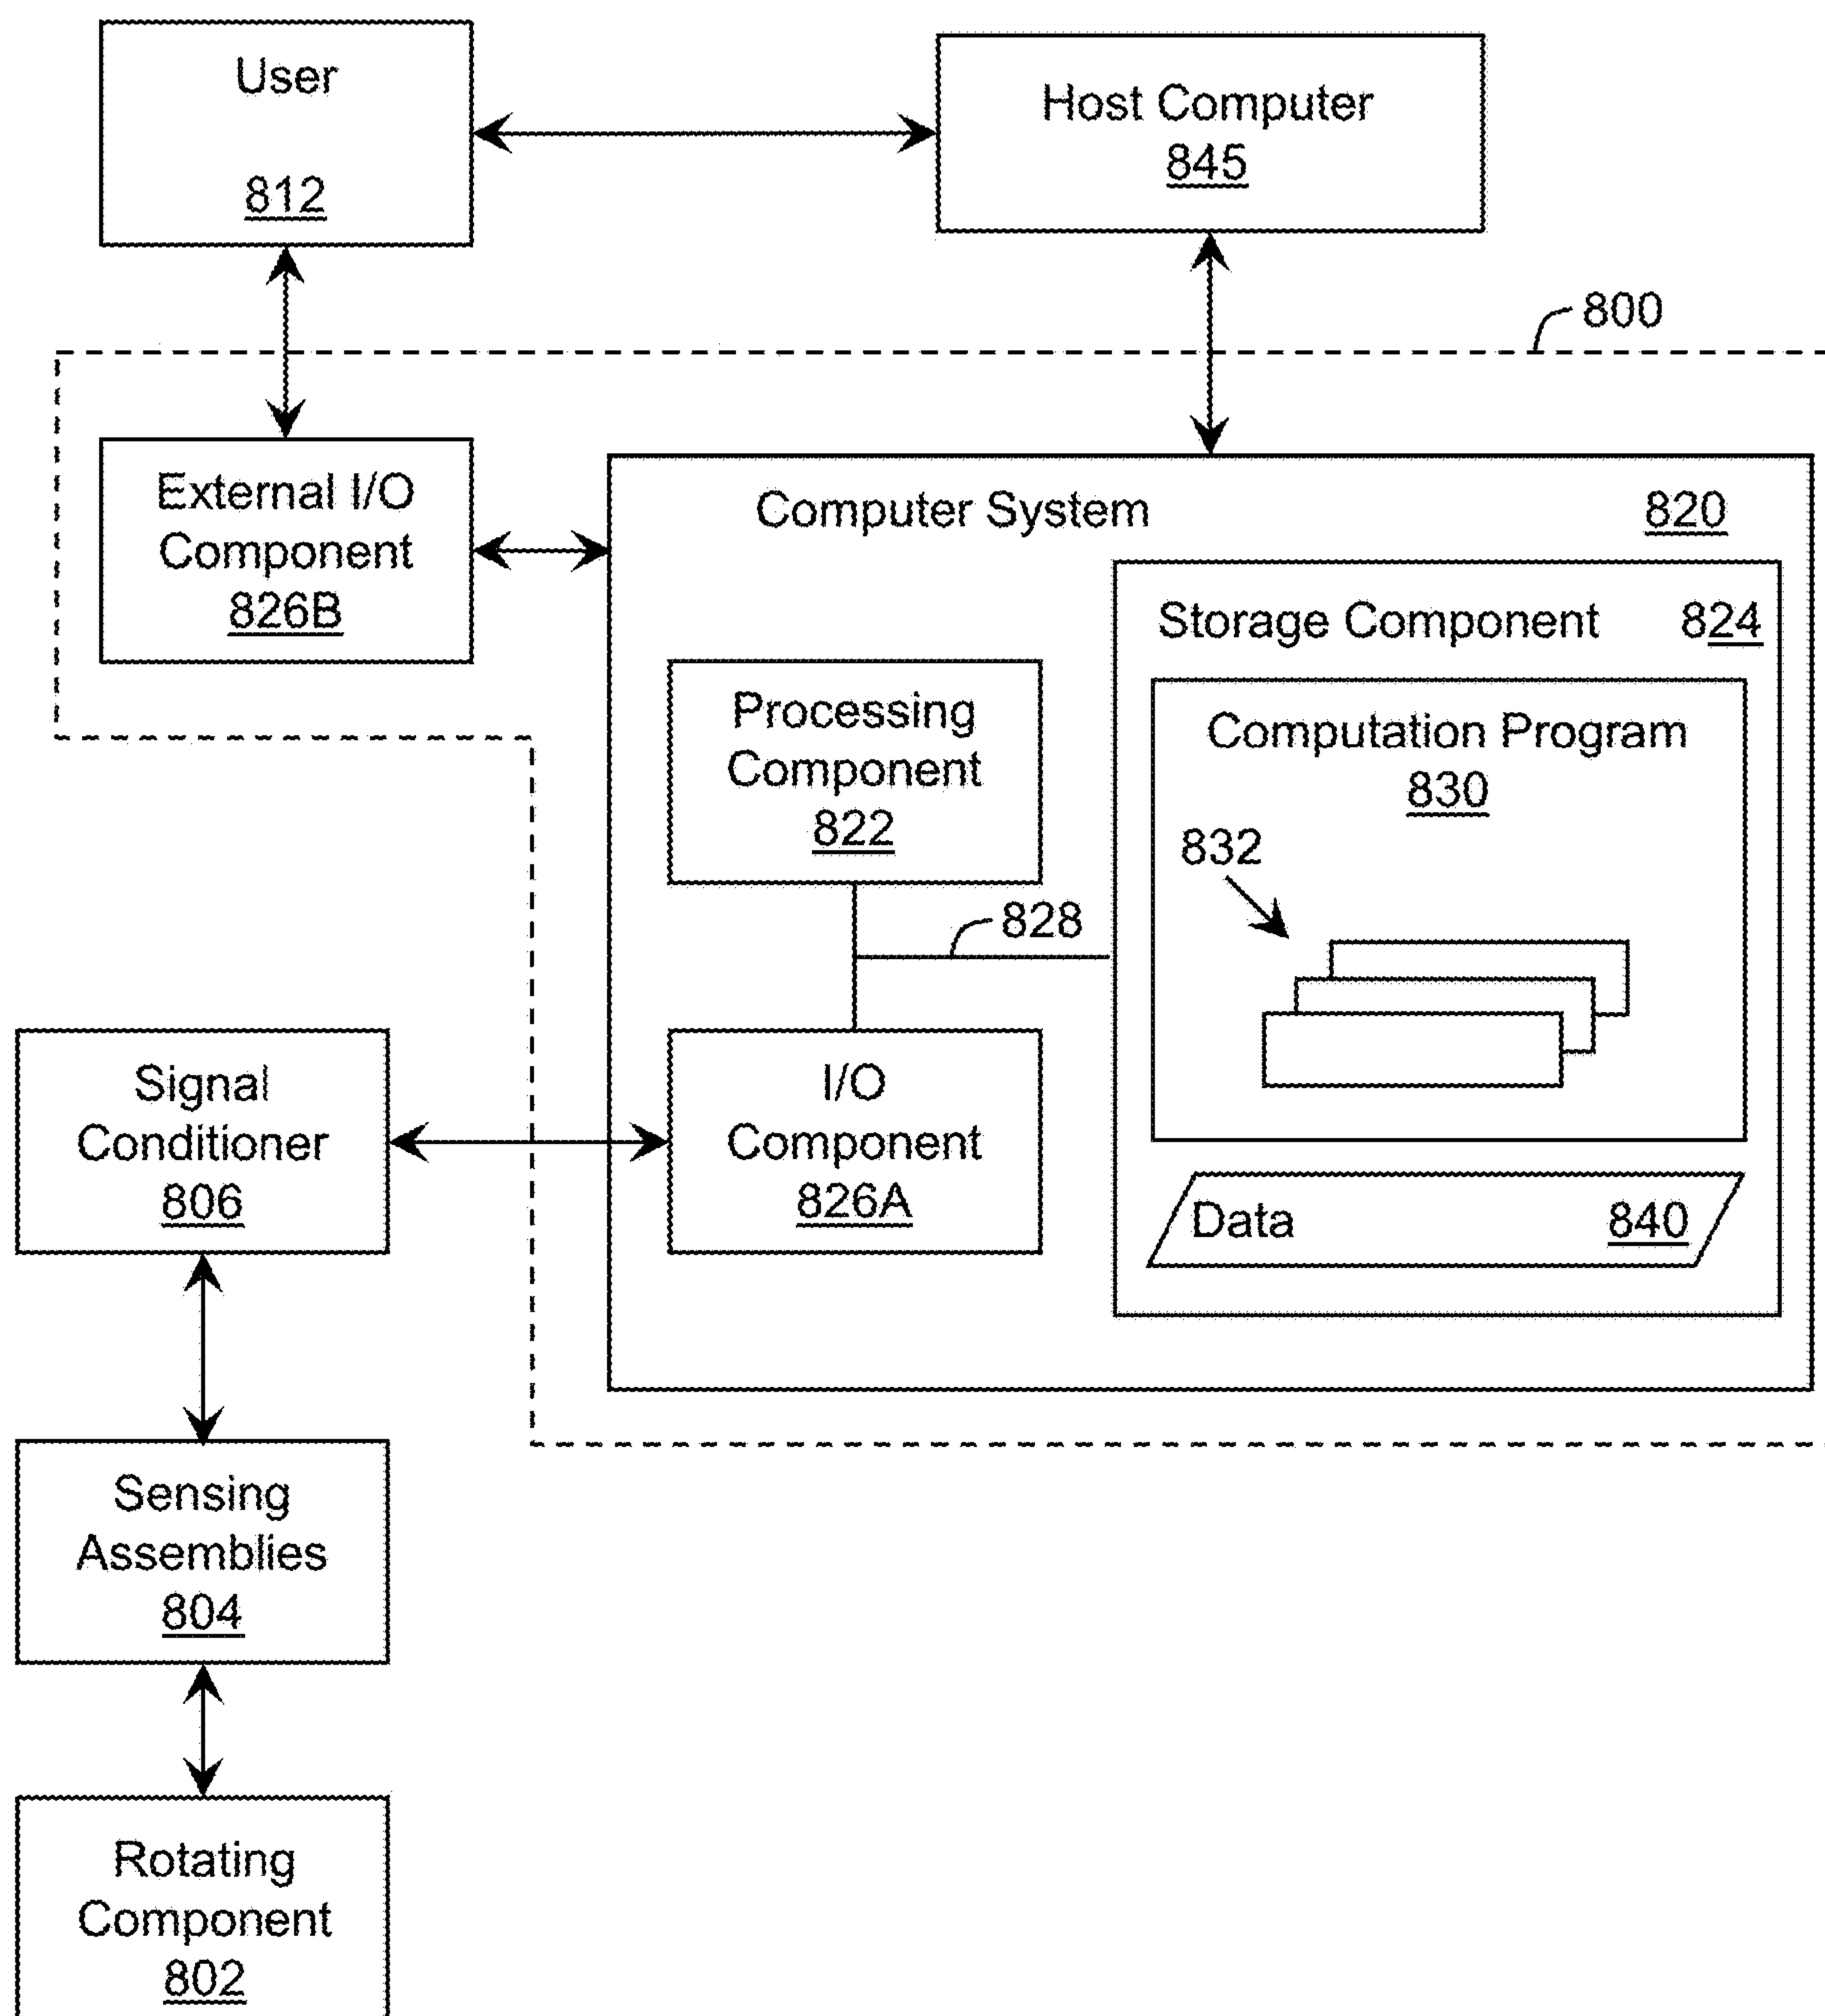 User
812
Host Computer
845
800
External I/O
Component
826B
Computer System
820
Storage Component
824
Processing
Component
822
Computation Program
830
832
828
Signal
Conditioner
806
I/O
Component
826A
Data
840
Sensing
Assemblies
804
Rotating
Component
802